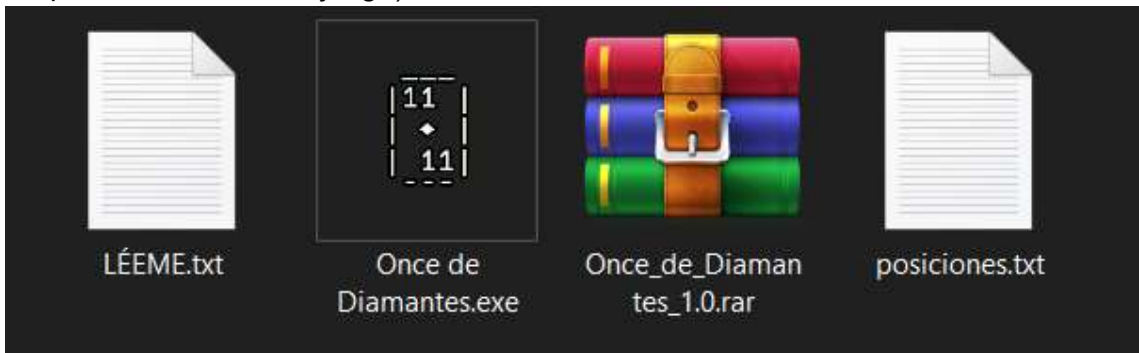 11
11
LÉEME.txt
Once de
Diamantes.exe
Once_de_Diaman
tes_1.0.rar
posiciones.txt